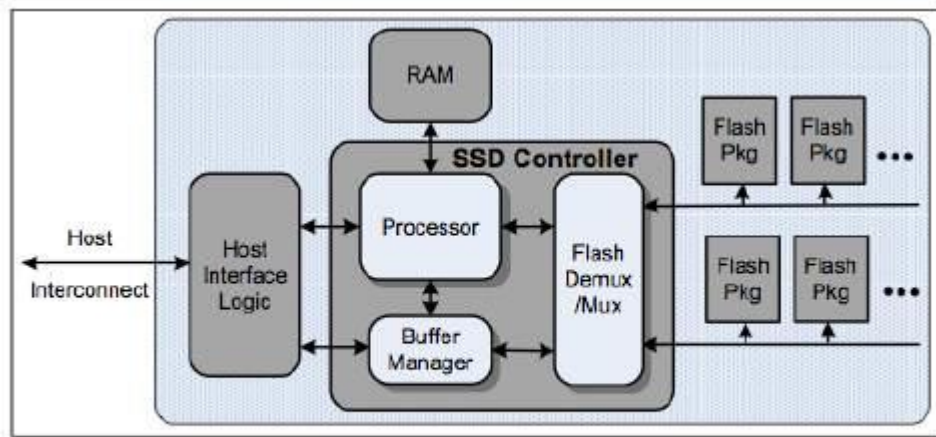 RAM
SSD Controller
Flash
Pkg
Flash
Pkg
Host
Interconnect
Host
Interface
Logic
Processor
Flash
Demux
/Mux
Buffer
Manager
Flash
Pkg
Flash
Pkg